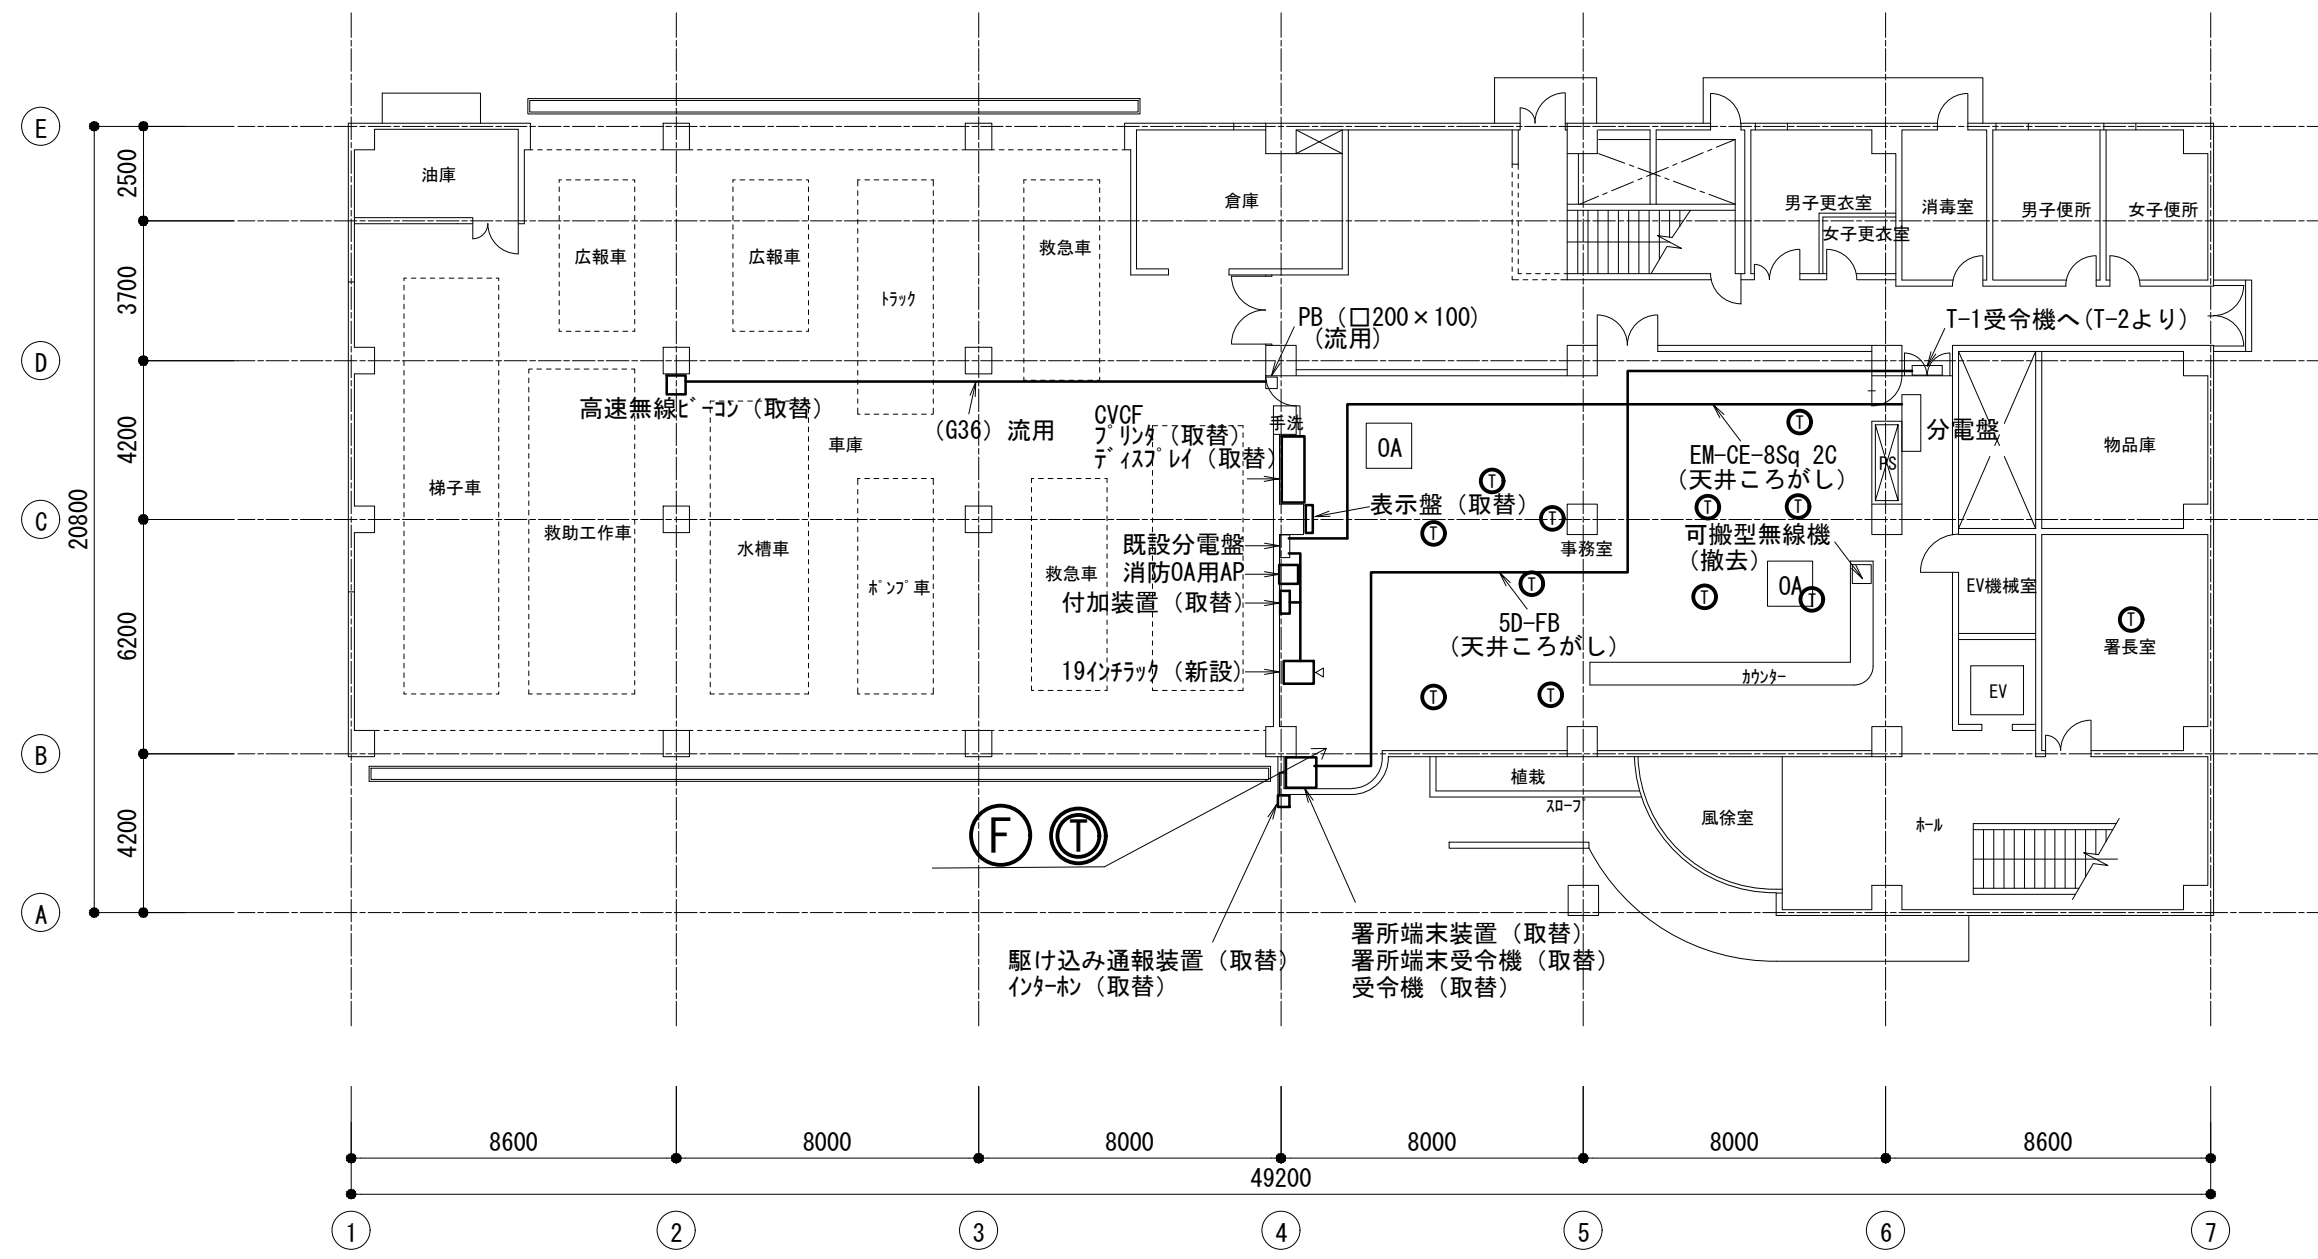 E
2500
油庫
倉庫
男子更衣室
女子更衣室
消毒室
男子便所
女子便所
広報車
広報車
救急車
トラック
3700
PB (□200×100)
(流用)
T-1受令機へ(T-2より)
D
高速無線ビーコン (取替)
(G36) 流用
CVCF
プリンタ (取替)
ディスプレイ (取替)
手洗
OA
T
T
EM-CE-8Sq 2C
(天井ころがし)
PS
分電盤
物品庫
4200
車庫
20800
梯子車
C
救助工作車
水槽車
ポンプ車
救急車
表示盤 (取替)
既設分電盤
消防OA用AP
付加装置 (取替)
19インチラック (新設)
T
T
T
T
T
事務室
可搬型無線機
(撤去)
OA
T
T
T
5D-FB
(天井ころがし)
EV機械室
T
署長室
6200
T
T
カウンター
EV
B
植栽
スロープ
風徐室
ホール
4200
F
T
A
駆け込み通報装置 (取替)
インターホン (取替)
署所端末装置 (取替)
署所端末受令機 (取替)
受令機 (取替)
8600
8000
8000
8000
8000
8600
49200
1
2
3
4
5
6
7